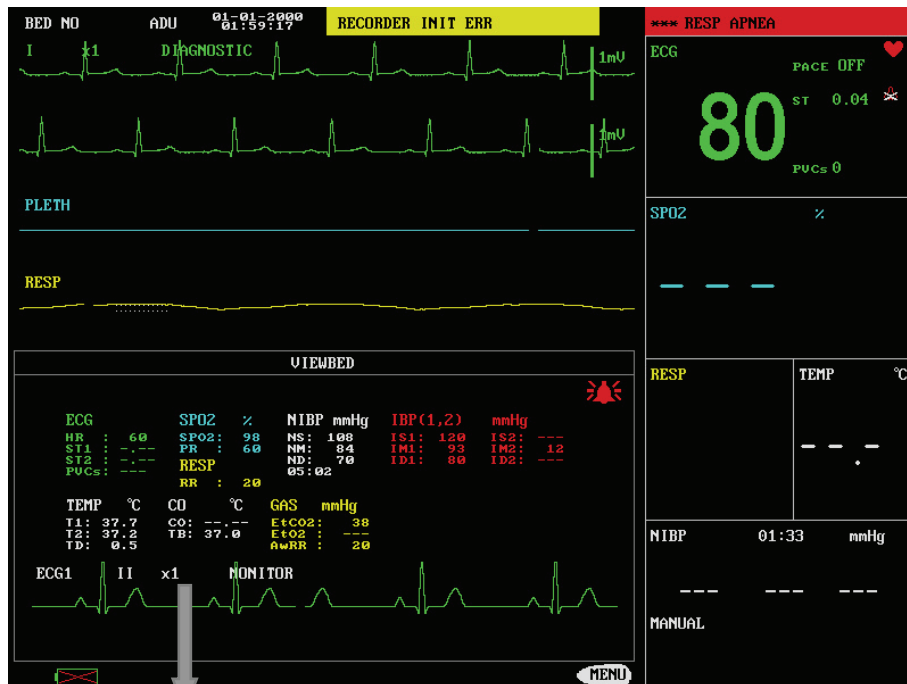 BED NO ADU 01-01-2000 RECORDER INIT ERR *** RESP APNEA
01:59:17
I x1 DIAGNOSTIC 1mV
1mV
PLETH
RESP
ECG
PACE OFF
80
ST 0.04
PVCs 0
SPO2 %
- - -
RESP
TEMP °C
- - -.
NIBP 01:33 mmHg
--- --- ---
MANUAL
VIEWBED
ECG
HR : 60
ST1 : -.--
ST2 : -.--
PVCs: ---
SPO2 %
SPO2: 98
PR : 60
RESP
RR : 20
NIBP mmHg
NS: 108
NM: 84
ND: 70
05:02
IBP(1,2) mmHg
IS1: 120 IS2: ---
IM1: 93 IM2: 12
ID1: 80 ID2: ---
TEMP °C
T1: 37.7
T2: 37.2
TD: 0.5
CO °C
CO: --.--
TB: 37.0
GAS mmHg
EtCO2: 38
EtO2 : ---
AwRR : 20
ECG1 II x1 MONITOR
MENU